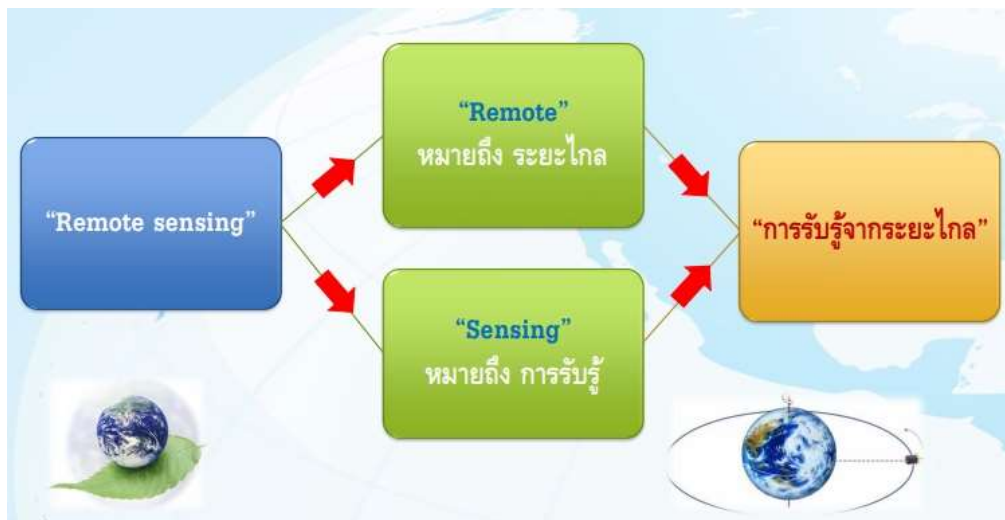 “Remote sensing”
“Remote”
หมายถึง ระยะไกล
“Sensing”
หมายถึง การรับรู้
“การรับรู้จากระยะไกล”